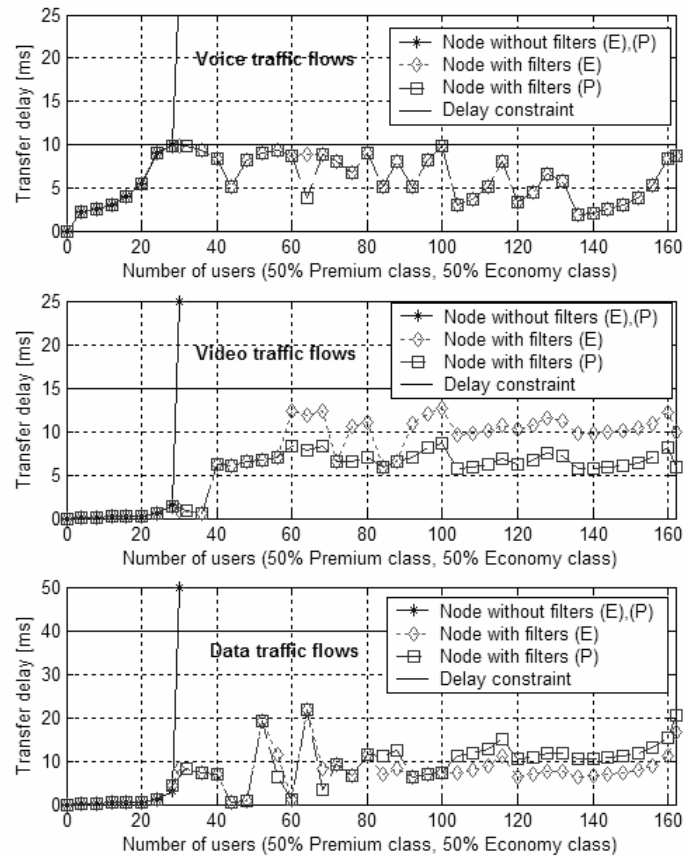 25
20
15
10
5
0
Transfer delay [ms]
Voice traffic flows
Node without filters (E),(P)
Node with filters (E)
Node with filters (P)
Delay constraint
0 20 40 60 80 100 120 140 160
Number of users (50% Premium class, 50% Economy class)
25
20
15
10
5
0
Transfer delay [ms]
Video traffic flows
Node without filters (E),(P)
Node with filters (E)
Node with filters (P)
Delay constraint
0 20 40 60 80 100 120 140 160
Number of users (50% Premium class, 50% Economy class)
50
40
30
20
10
0
Transfer delay [ms]
Data traffic flows
Node without filters (E),(P)
Node with filters (E)
Node with filters (P)
Delay constraint
0 20 40 60 80 100 120 140 160
Number of users (50% Premium class, 50% Economy class)